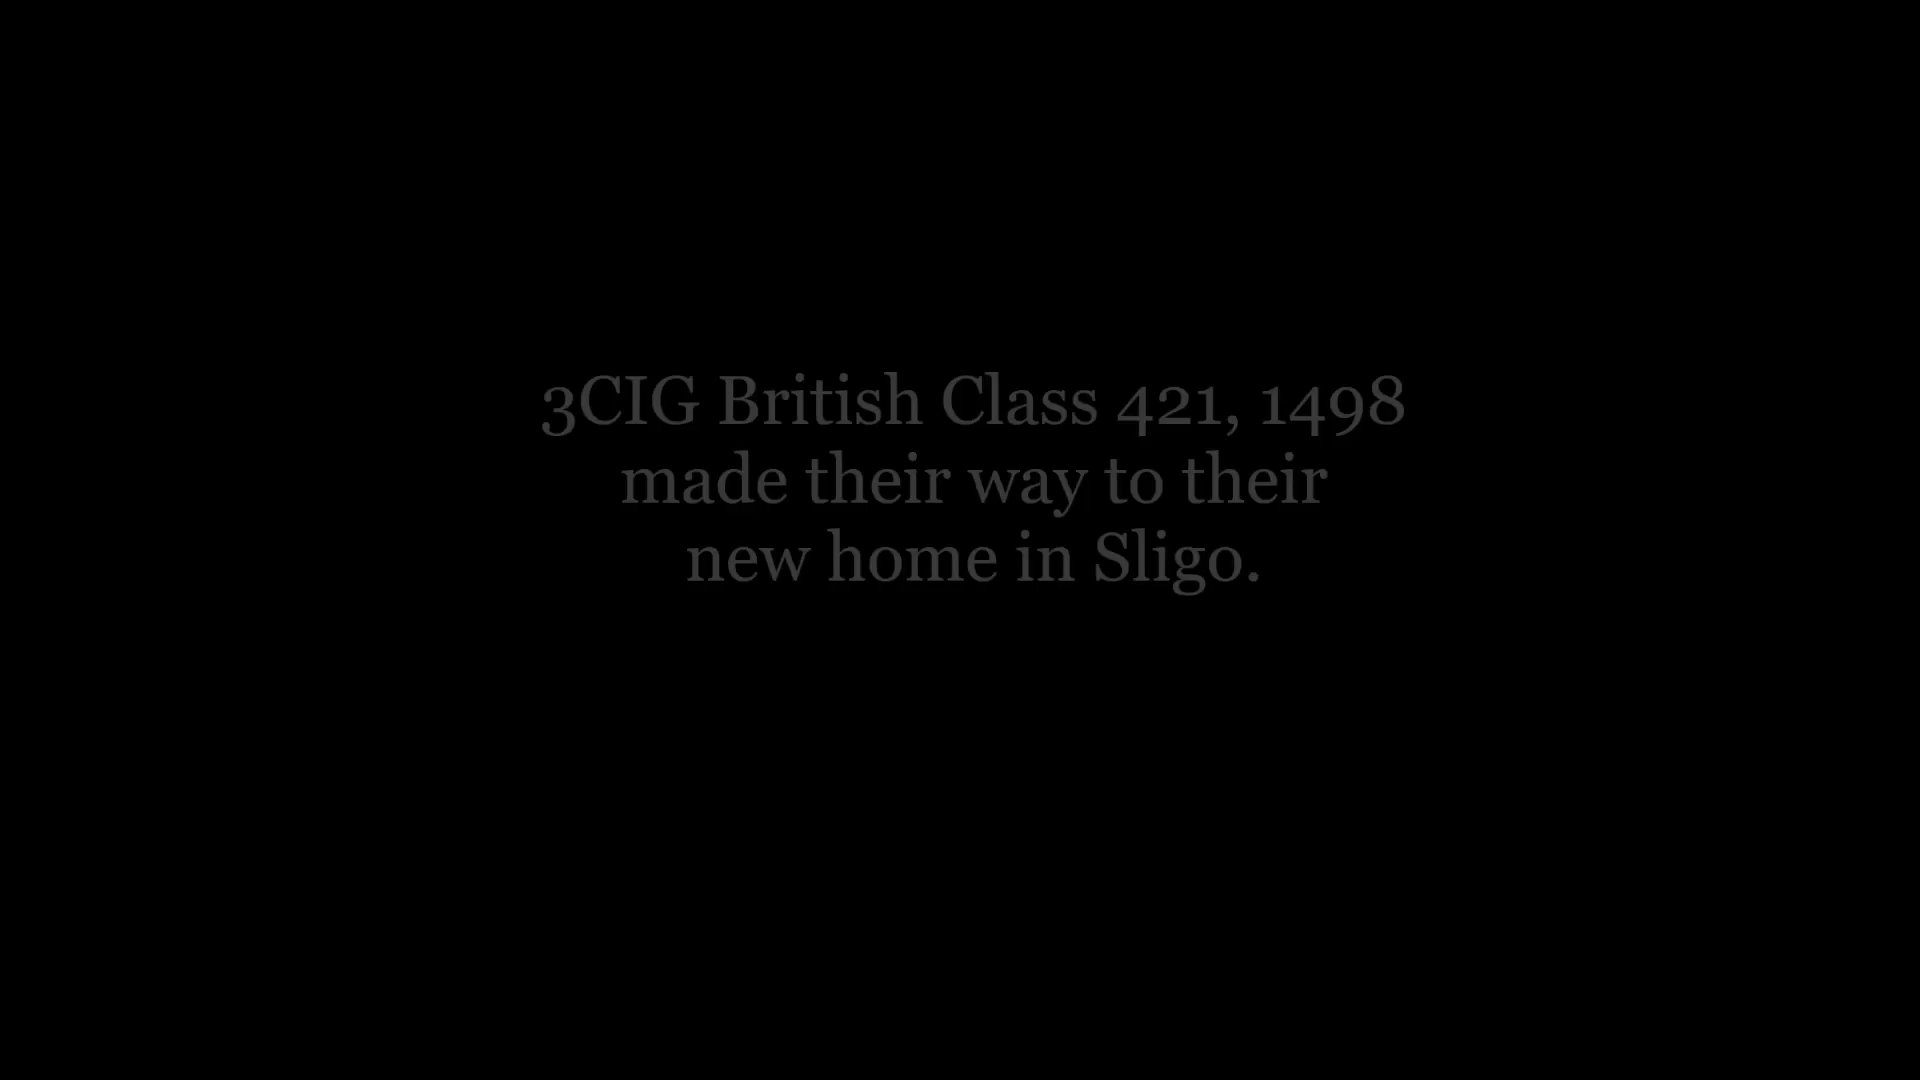 3CIG British Class 421, 1498
made their way to their
new home in Sligo.